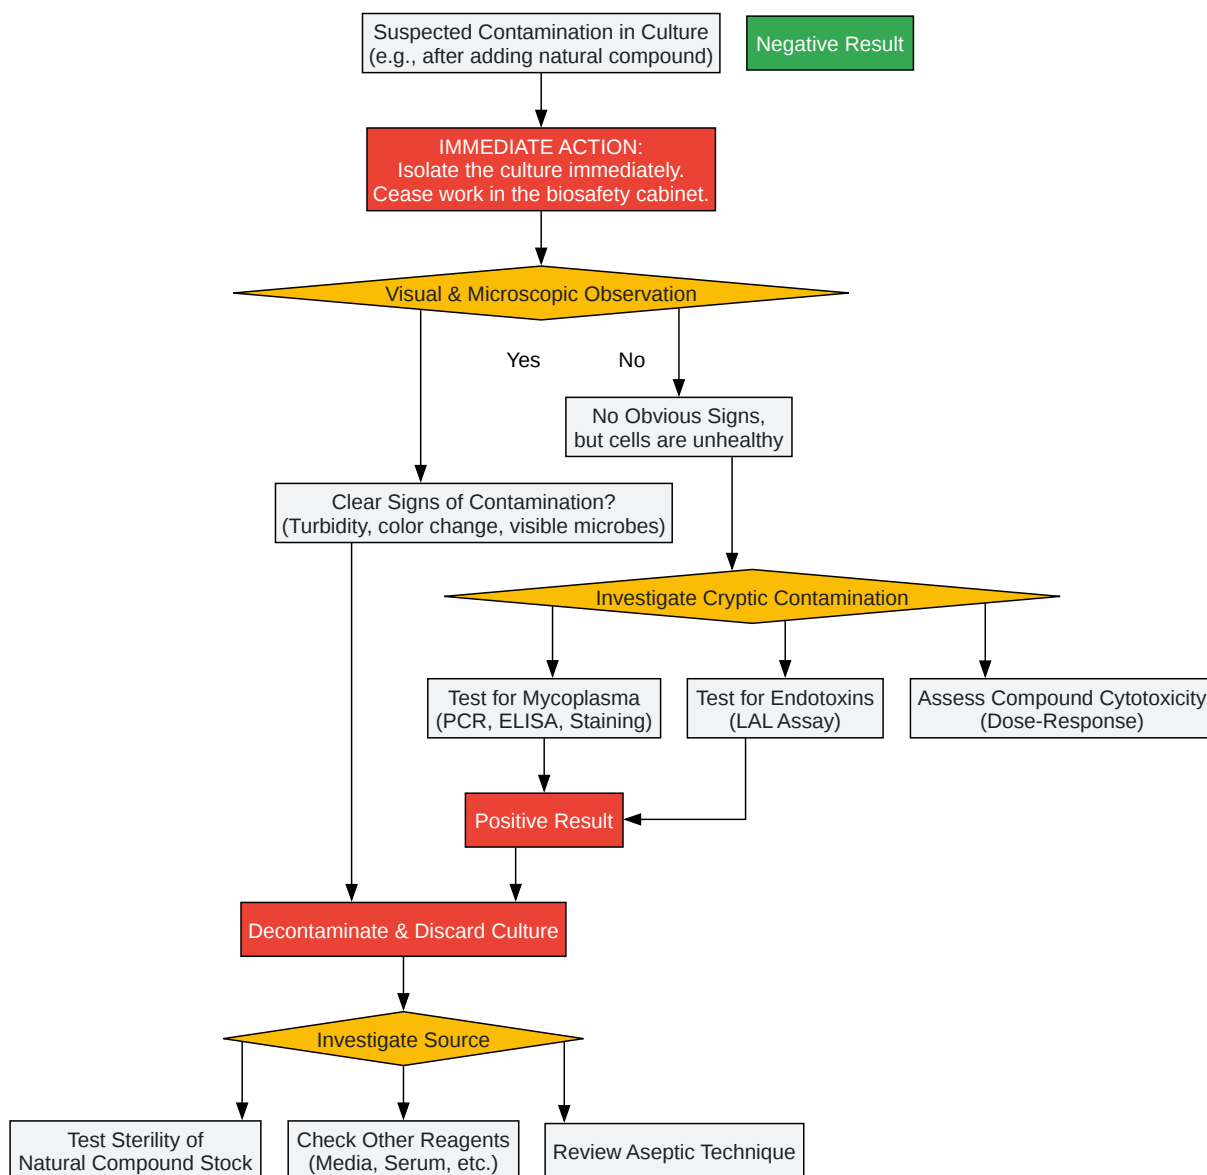 Suspected Contamination in Culture
(e.g., after adding natural compound)
Negative Result
IMMEDIATE ACTION:
Isolate the culture immediately.
Cease work in the biosafety cabinet.
Visual & Microscopic Observation
Yes
No
No Obvious Signs,
but cells are unhealthy
Clear Signs of Contamination?
(Turbidity, color change, visible microbes)
Investigate Cryptic Contamination
Test for Mycoplasma
(PCR, ELISA, Staining)
Test for Endotoxins
(LAL Assay)
Assess Compound Cytotoxicity
(Dose-Response)
Positive Result
Decontaminate & Discard Culture
Investigate Source
Test Sterility of
Natural Compound Stock
Check Other Reagents
(Media, Serum, etc.)
Review Aseptic Technique